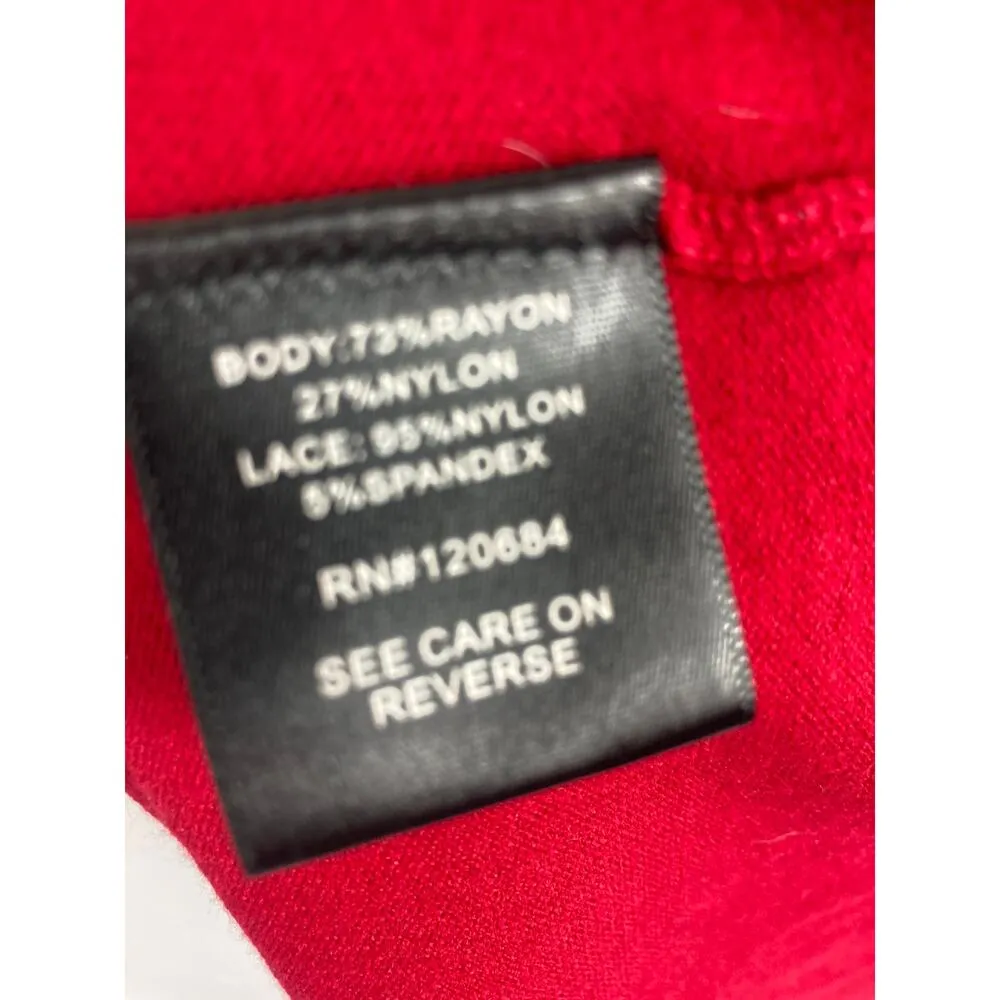 BODY:73%RAYON
27%NYLON
LACE: 95%NYLON
5%SPANDEX
RN#120684
SEE CARE ON
REVERSE